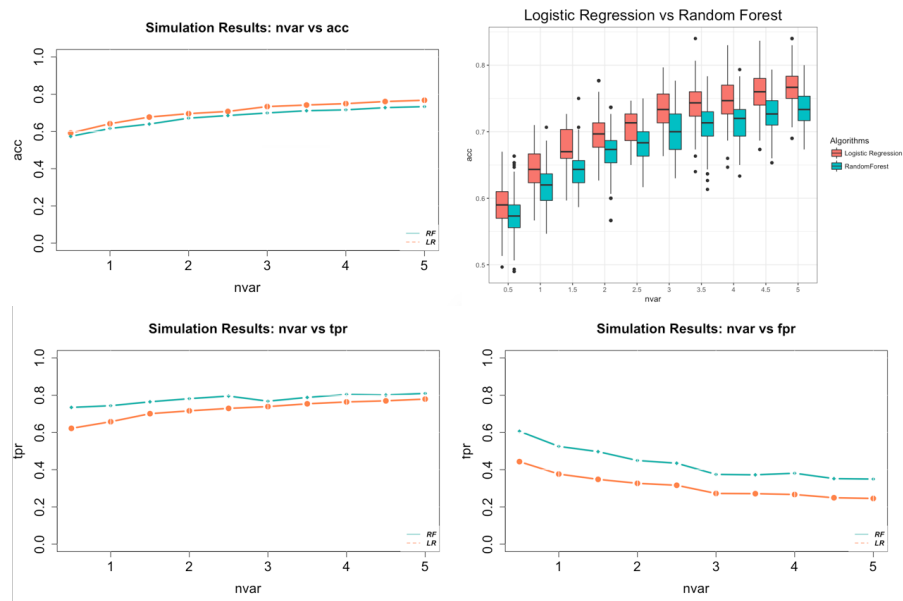 Simulation Results: nvar vs acc
1.0
0.8
0.6
0.4
0.2
0.0
acc
1 2 3 4 5
nvar
RF
LR
Logistic Regression vs Random Forest
0.8
0.7
0.6
0.5
acc
0.5 1 1.5 2 2.5 3 3.5 4 4.5 5
nvar
Algorithms
Logistic Regression
RandomForest
Simulation Results: nvar vs tpr
1.0
0.8
0.6
0.4
0.2
0.0
tpr
1 2 3 4 5
nvar
RF
LR
Simulation Results: nvar vs fpr
1.0
0.8
0.6
0.4
0.2
0.0
fpr
1 2 3 4 5
nvar
RF
LR